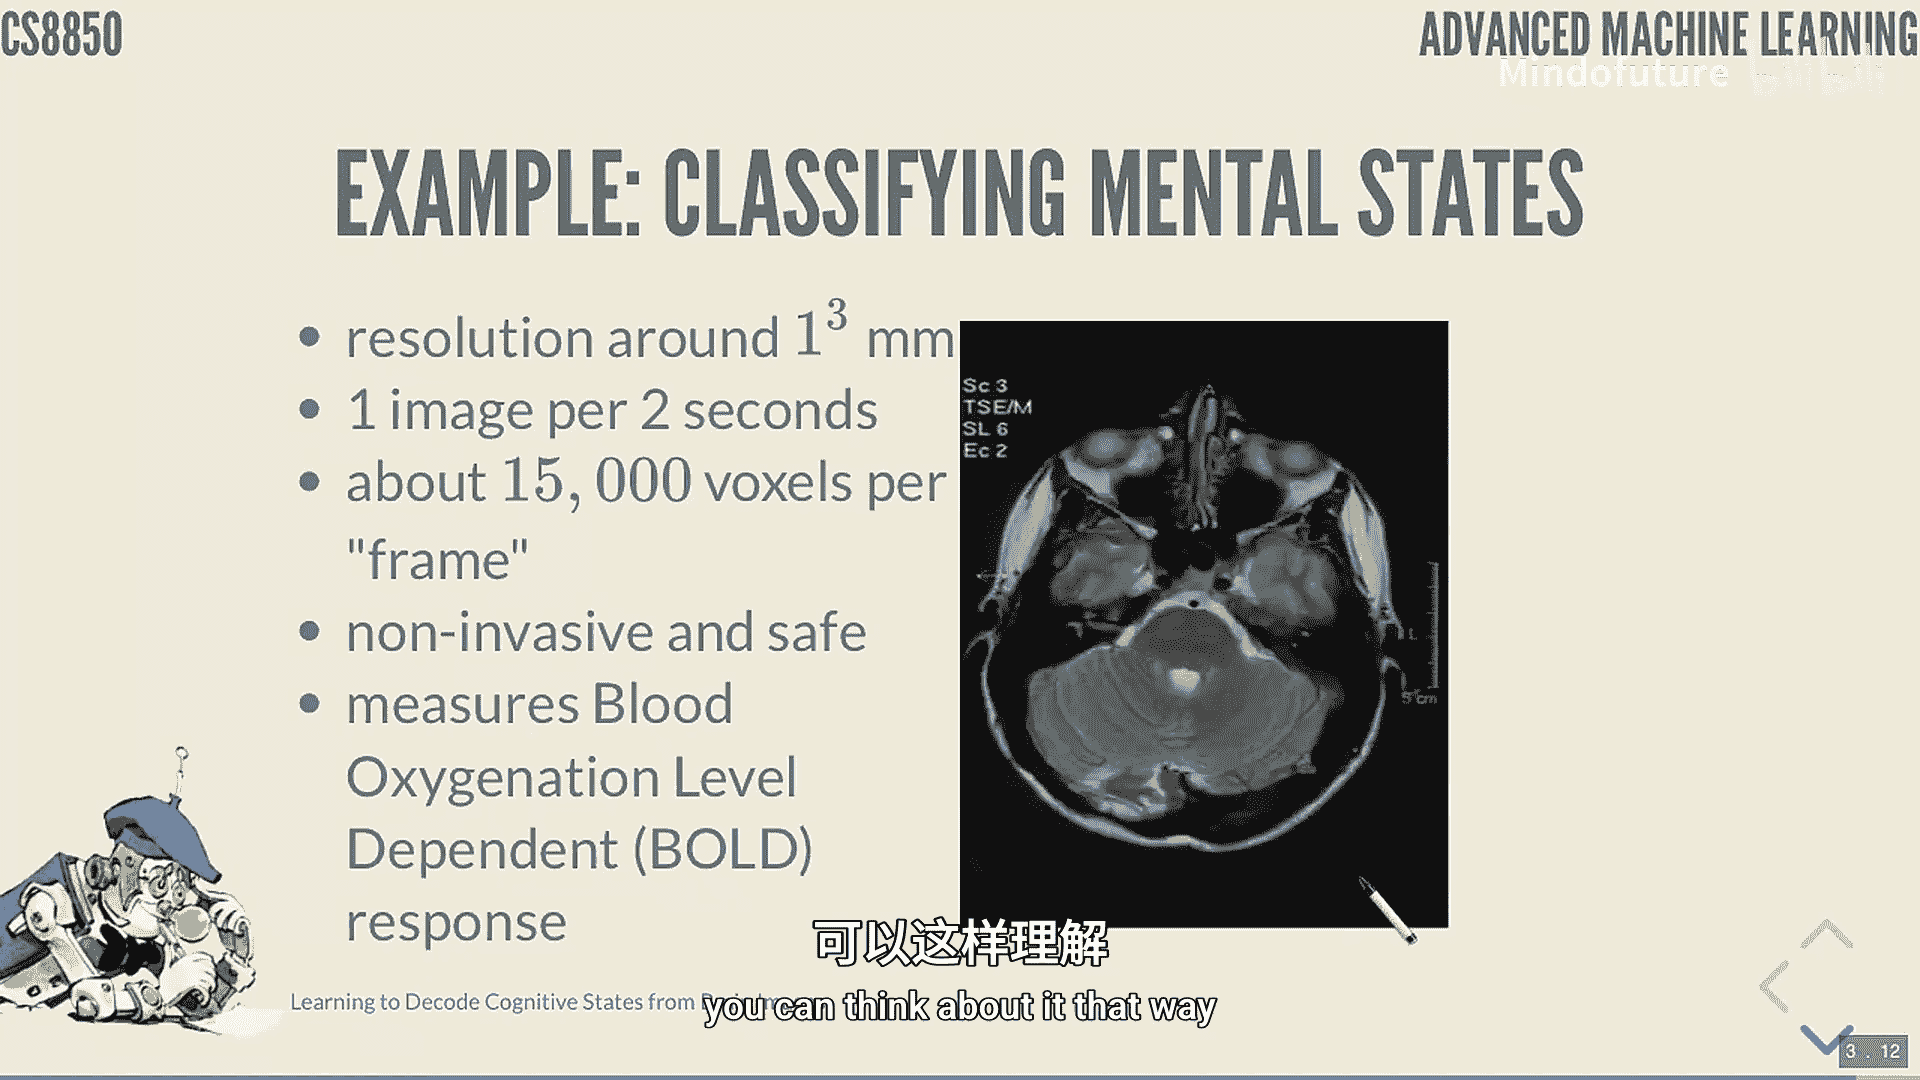 CS8850
ADVANCED MACHINE LEARNING
Mindofuture
EXAMPLE: CLASSIFYING MENTAL STATES
• resolution around 1³ mm
• 1 image per 2 seconds
• about 15, 000 voxels per
"frame"
• non-invasive and safe
• measures Blood
Oxygenation Level
Dependent (BOLD)
response
Sc 3
TSE/M
SL 6
Ec 2
L
5 cm
可以这样理解
Learning to Decode Cognitive States from
you can think about it that way
3 . 12